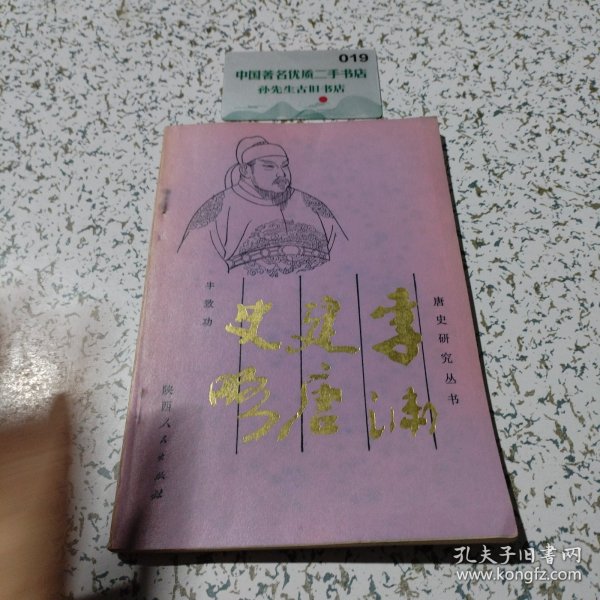 019
中国著名优质二手书店
孙先生古旧书店
唐史研究丛书
李渊
建唐
史略
牛致功
陕西人民出版社
孔夫子旧书网
www.kongfz.com